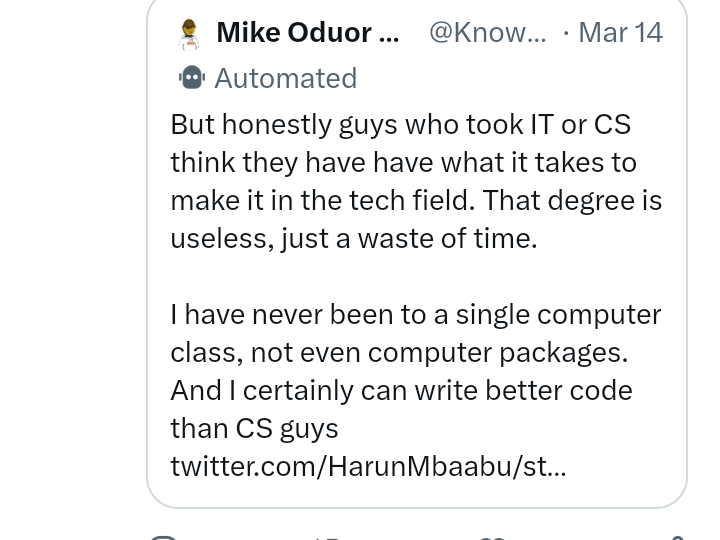 Mike Oduor ... @Know... · Mar 14
Automated
But honestly guys who took IT or CS
think they have have what it takes to
make it in the tech field. That degree is
useless, just a waste of time.
I have never been to a single computer
class, not even computer packages.
And I certainly can write better code
than CS guys
twitter.com/HarunMbaabu/st...